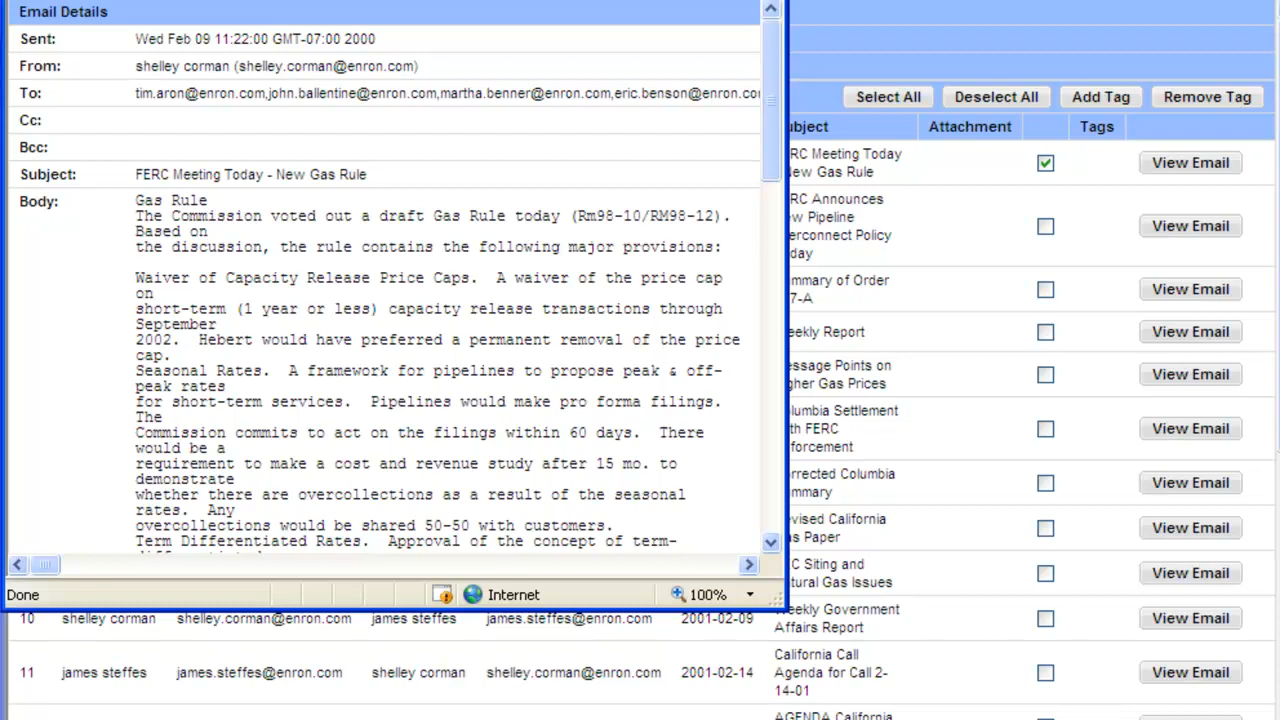 Email Details
Sent: Wed Feb 09 11:22:00 GMT-07:00 2000
From: shelley corman (shelley.corman@enron.com)
To: tim.aron@enron.com,john.ballentine@enron.com,martha.benner@enron.com,eric.benson@enron.co
Cc:
Bcc:
Subject: FERC Meeting Today - New Gas Rule
Body: Gas Rule
The Commission voted out a draft Gas Rule today (Rm98-10/RM98-12).
Based on
the discussion, the rule contains the following major provisions:
Waiver of Capacity Release Price Caps. A waiver of the price cap
on
short-term (1 year or less) capacity release transactions through
September
2002. Hebert would have preferred a permanent removal of the price
cap.
Seasonal Rates. A framework for pipelines to propose peak & off-
peak rates
for short-term services. Pipelines would make pro forma filings.
The
Commission commits to act on the filings within 60 days. There
would be a
requirement to make a cost and revenue study after 15 mo. to
demonstrate
whether there are overcollections as a result of the seasonal
rates. Any
overcollections would be shared 50-50 with customers.
Term Differentiated Rates. Approval of the concept of term-
Done Internet 100%
Select All Deselect All Add Tag Remove Tag
ubject Attachment Tags
RC Meeting Today
New Gas Rule
View Email
RC Announces
ew Pipeline
erconnect Policy
day
View Email
mmary of Order
7-A
View Email
eekly Report View Email
essage Points on
gher Gas Prices
View Email
olumbia Settlement
th FERC
forcement
View Email
rrected Columbia
mmary
View Email
evised California
s Paper
View Email
C Siting and
tural Gas Issues
View Email
10 shelley corman shelley.corman@enron.com james steffes james.steffes@enron.com 2001-02-09
Weekly Government
Affairs Report
View Email
11 james steffes james.steffes@enron.com shelley corman shelley.corman@enron.com 2001-02-14
California Call
Agenda for Call 2-
14-01
View Email
AGENDA California